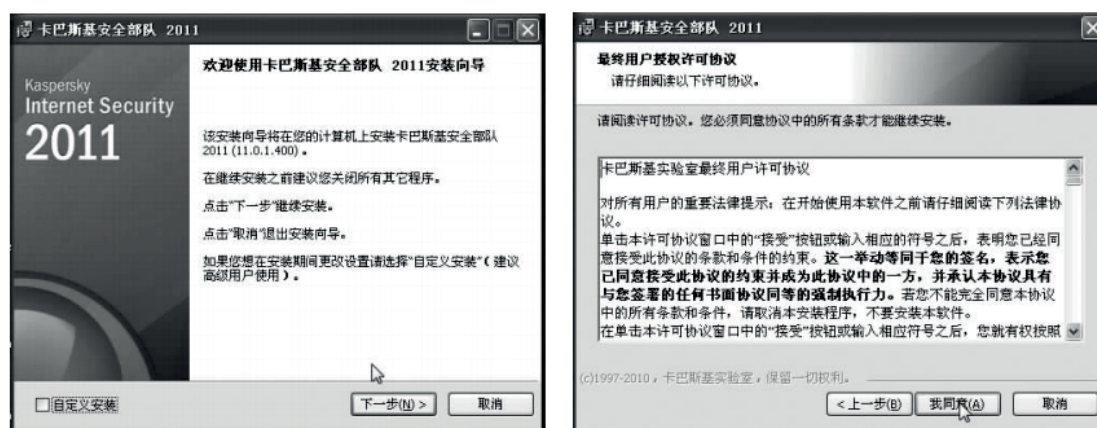 卡巴斯基安全部队 2011
Kaspersky
Internet Security
2011
欢迎使用卡巴斯基安全部队 2011安装向导
该安装向导将在您的计算机上安装卡巴斯基安全部队
2011 (11.0.1.400) 。
在继续安装之前建议您关闭所有其它程序。
点击"下一步"继续安装。
点击"取消"退出安装向导。
如果您想在安装期间更改设置请选择"自定义安装"( 建议
高级用户使用 ) 。
自定义安装
下一步(N) >
取消
卡巴斯基安全部队 2011
最终用户授权许可协议
请仔细阅读以下许可协议。
请阅读许可协议。您必须同意协议中的所有条款才能继续安装。
卡巴斯基实验室最终用户许可协议
对所有用户的重要法律提示：在开始使用本软件之前请仔细阅读下列法律协
议。
单击本许可协议窗口中的"接受"按钮或输入相应的符号之后，表明您已经同
意接受此协议的条款和条件的约束。这一举动等同于您的签名，表示您
已同意接受此协议的约束并成为此协议中的一方，并承认本协议具有
与您签署的任何书面协议同等的强制执行力。若您不能完全同意本协议
中的所有条款和条件，请取消本安装程序，不要安装本软件。
在单击本许可协议窗口中的"接受"按钮或输入相应符号之后，您就有权按照
(c)1997-2010，卡巴斯基实验室，保留一切权利。
< 上一步(B)
我同意(A)
取消